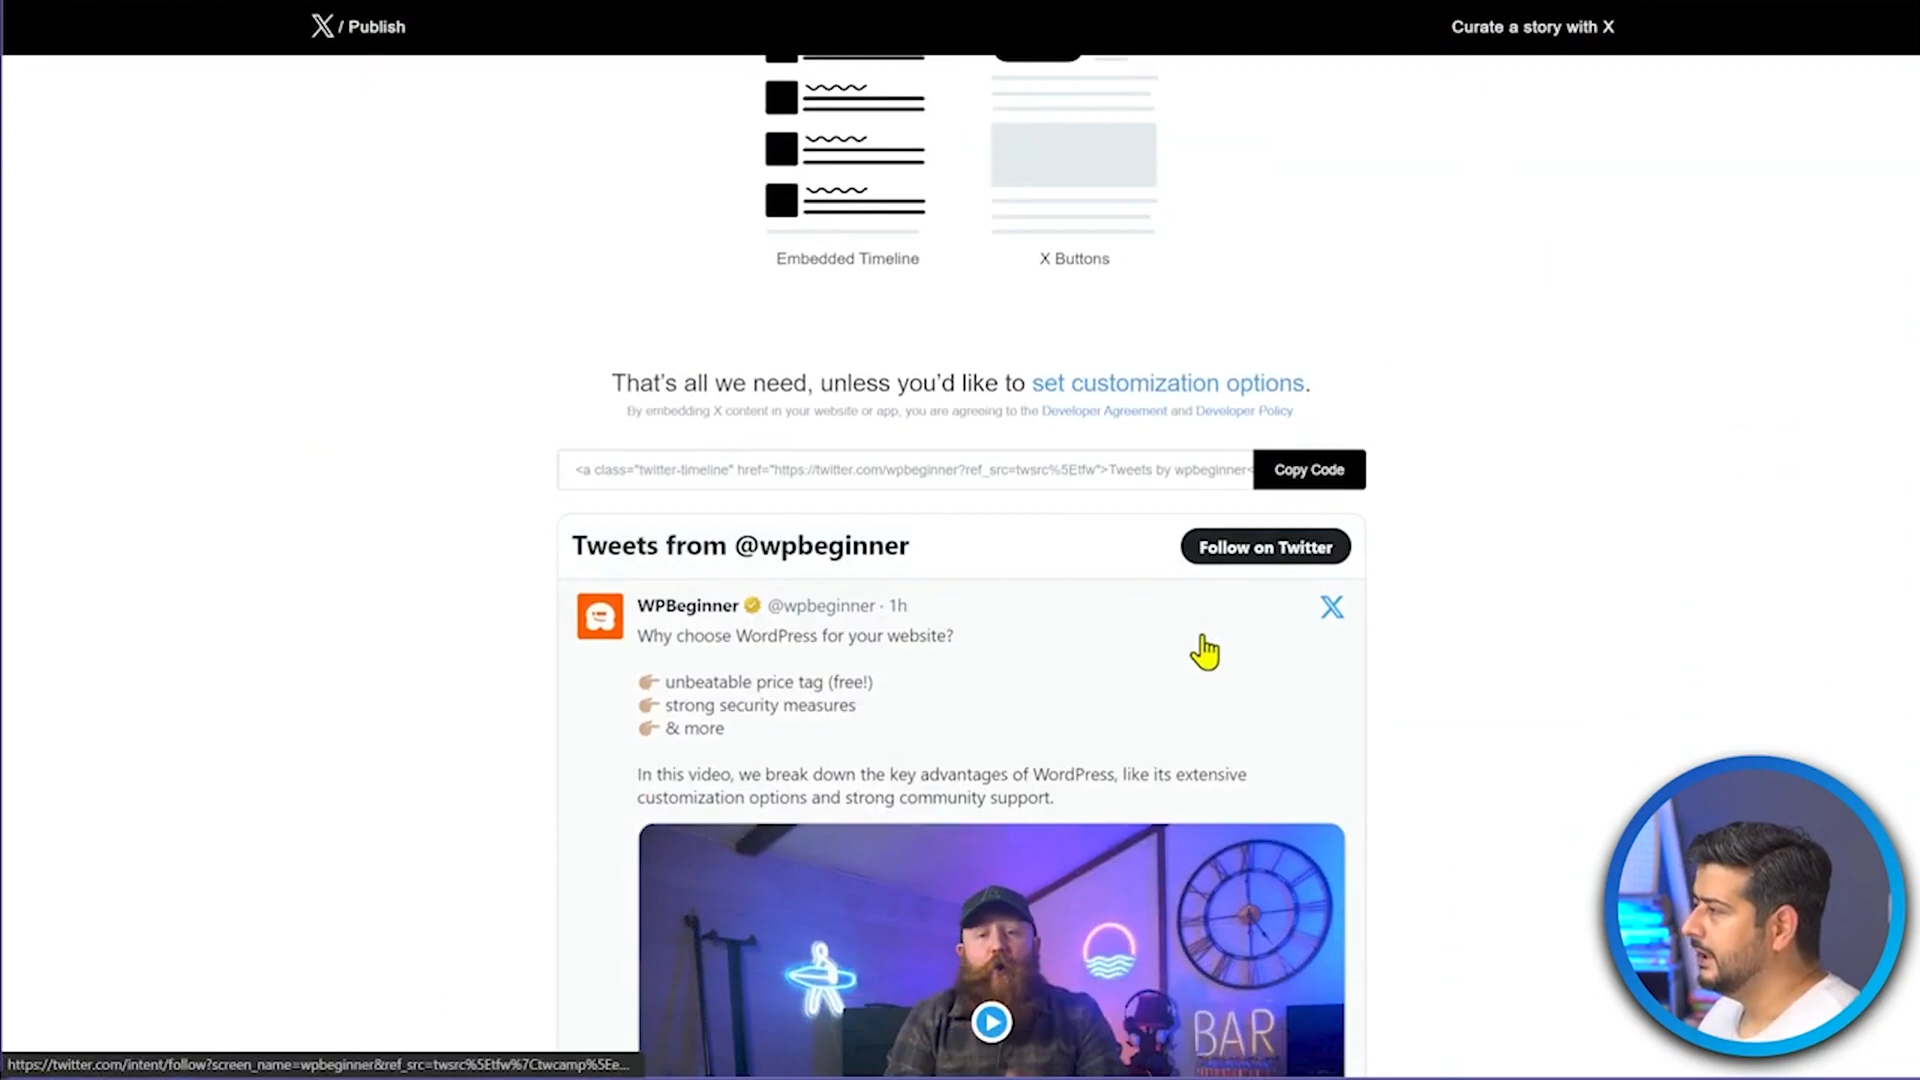 X / Publish
Curate a story with X
Embedded Timeline
X Buttons
That's all we need, unless you'd like to set customization options.
By embedding X content in your website or app, you are agreeing to the Developer Agreement and Developer Policy
<a class="twitter-timeline" href="https://twitter.com/wpbeginner?ref_src=twsrc%5Etfw">Tweets by wpbeginner<
Copy Code
Tweets from @wpbeginner
Follow on Twitter
WPBeginner @wpbeginner · 1h
Why choose WordPress for your website?
unbeatable price tag (free!)
strong security measures
& more
In this video, we break down the key advantages of WordPress, like its extensive
customization options and strong community support.
BAR
https://twitter.com/intent/follow?screen_name=wpbeginner&ref_src=twsrc%5Etfw%7Ctwcamp%5Ee...